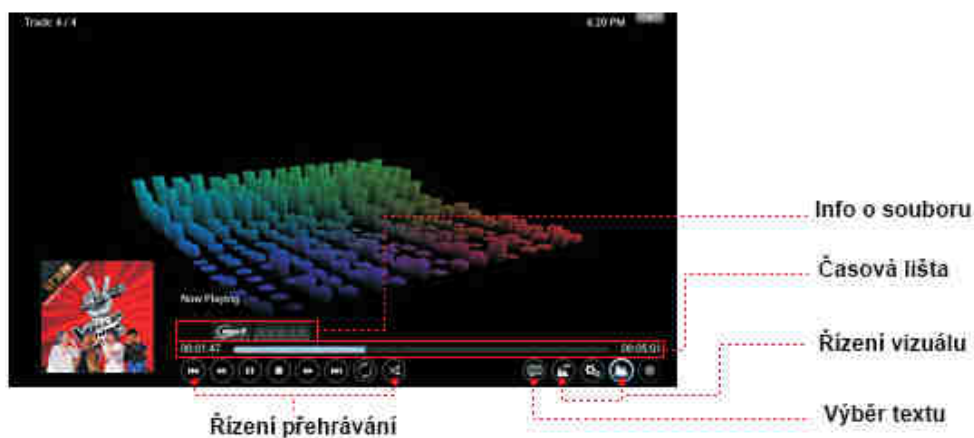 Track: 4 / 4
6:20 PM
Info o souboru
Časová lišta
Now Playing
00:01:47
00:05:01
Řízení vizuálu
Výběr textu
Řízení přehrávání